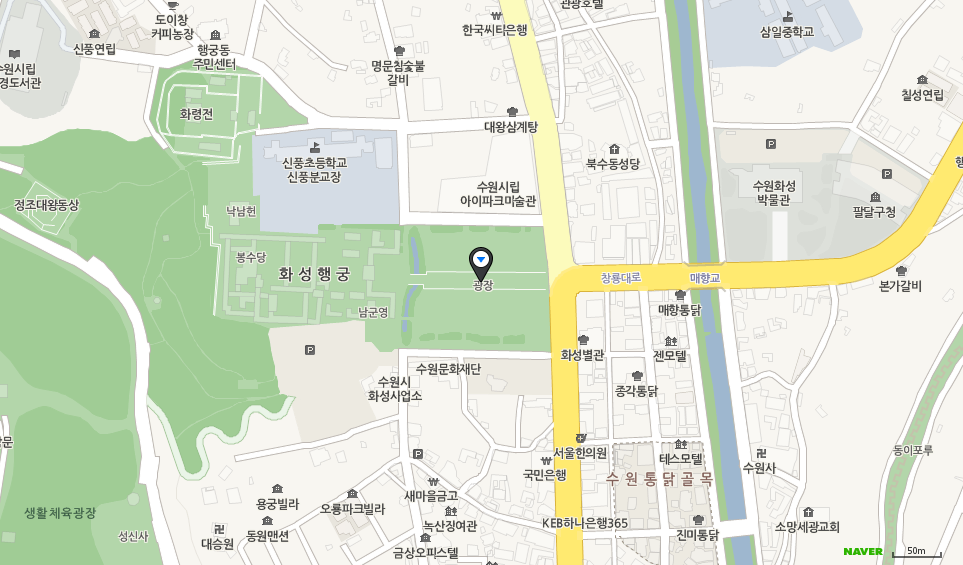 관광호텔
도이창
커피농장
한국씨티은행
삼일중학교
신풍연립
행궁동
주민센터
명문침숯불
갈비
수원시립
칠성연립
화령전
대왕삼계탕
신풍초등학교
신풍분교장
북수동성당
수원시립
아이파크미술관
수원화성
박물관
팔달구청
정조대왕동상
낙남헌
봉수당
화성행궁
광장
창룡대로
매향교
본가갈비
남군영
매향통닭
화성별관
젠모텔
수원문화재단
수원시
화성시업소
종각통닭
서울한의원
테스모텔
수원사
동이포루
국민은행
수원통닭골목
새마을금고
용궁빌라
오룡파크빌라
생활체육광장
녹산장여관
KEB하나은행365
소망세광교회
성신사
대승원
동원맨션
진미통닭
금상오피스텔
NAVER
50m